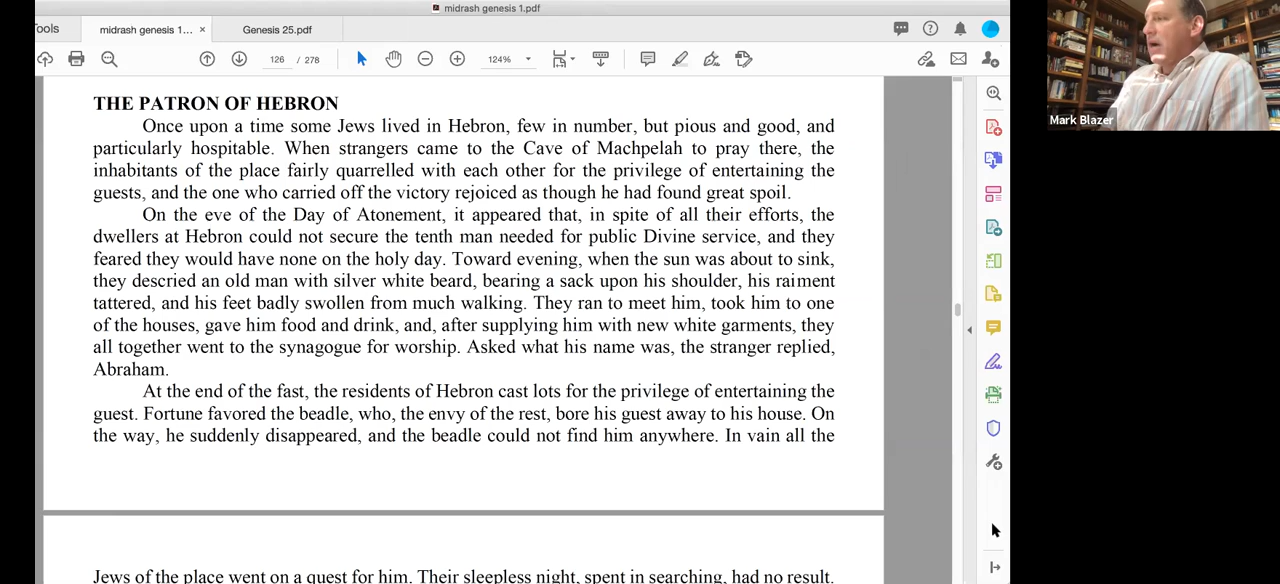 midrash genesis 1.pdf
ools
midrash genesis 1... ×
Genesis 25.pdf
126 / 278
124%
THE PATRON OF HEBRON
Once upon a time some Jews lived in Hebron, few in number, but pious and good, and
particularly hospitable. When strangers came to the Cave of Machpelah to pray there, the
inhabitants of the place fairly quarrelled with each other for the privilege of entertaining the
guests, and the one who carried off the victory rejoiced as though he had found great spoil.
On the eve of the Day of Atonement, it appeared that, in spite of all their efforts, the
dwellers at Hebron could not secure the tenth man needed for public Divine service, and they
feared they would have none on the holy day. Toward evening, when the sun was about to sink,
they descried an old man with silver white beard, bearing a sack upon his shoulder, his raiment
tattered, and his feet badly swollen from much walking. They ran to meet him, took him to one
of the houses, gave him food and drink, and, after supplying him with new white garments, they
all together went to the synagogue for worship. Asked what his name was, the stranger replied,
Abraham.
At the end of the fast, the residents of Hebron cast lots for the privilege of entertaining the
guest. Fortune favored the beadle, who, the envy of the rest, bore his guest away to his house. On
the way, he suddenly disappeared, and the beadle could not find him anywhere. In vain all the
Jews of the place went on a quest for him. Their sleepless night, spent in searching, had no result.
Mark Blazer